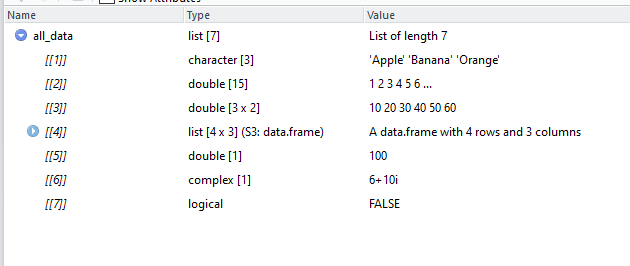 Show Attributes
Name Type Value
all_data list [7] List of length 7
[[1]] character [3] 'Apple' 'Banana' 'Orange'
[[2]] double [15] 1 2 3 4 5 6 ...
[[3]] double [3 x 2] 10 20 30 40 50 60
[[4]] list [4 x 3] (S3: data.frame) A data.frame with 4 rows and 3 columns
[[5]] double [1] 100
[[6]] complex [1] 6+10i
[[7]] logical FALSE